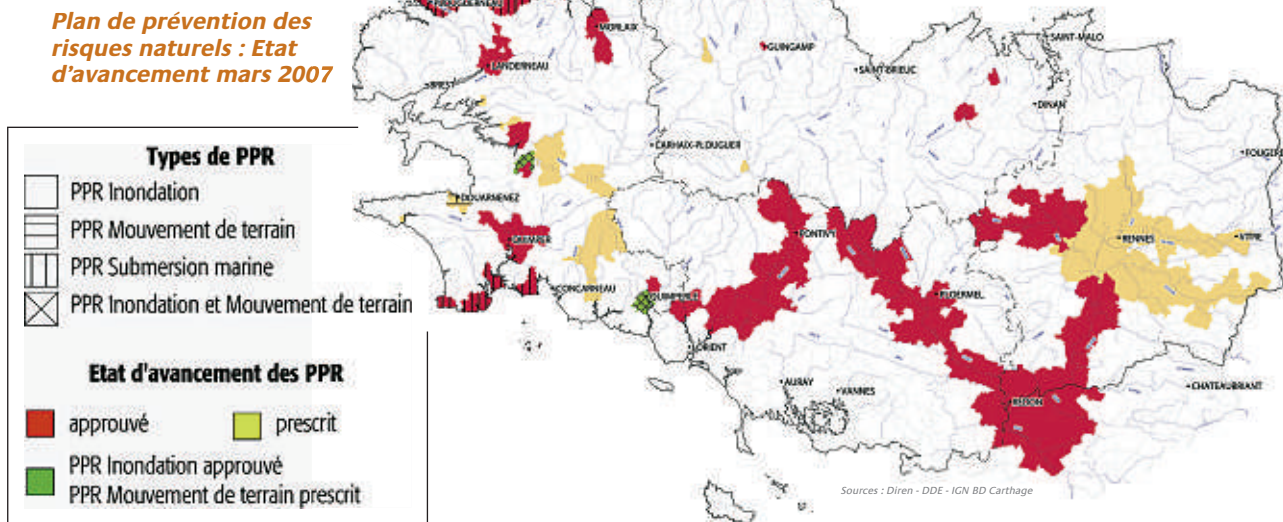 Plan de prévention des
risques naturels : Etat
d'avancement mars 2007
Types de PPR
PPR Inondation
PPR Mouvement de terrain
PPR Submersion marine
PPR Inondation et Mouvement de terrain
Etat d'avancement des PPR
approuvé
prescrit
PPR Inondation approuvé
PPR Mouvement de terrain prescrit
MORLAIX
GUINGAMP
SAINT-MALO
LANDERNEAU
SAINT-BRIEUC
BREST
DINAN
CARHAIX-PLOUGUER
FOUGERE
DOUARNENEZ
QUIMPER
PONTIVY
RENNES
VITRE
CONCARNEAU
QUIMPERLE
PLOERMEL
LORIENT
AURAY
VANNES
REDON
CHATEAUBRIANT
Sources : Diren - DDE - IGN BD Carthage